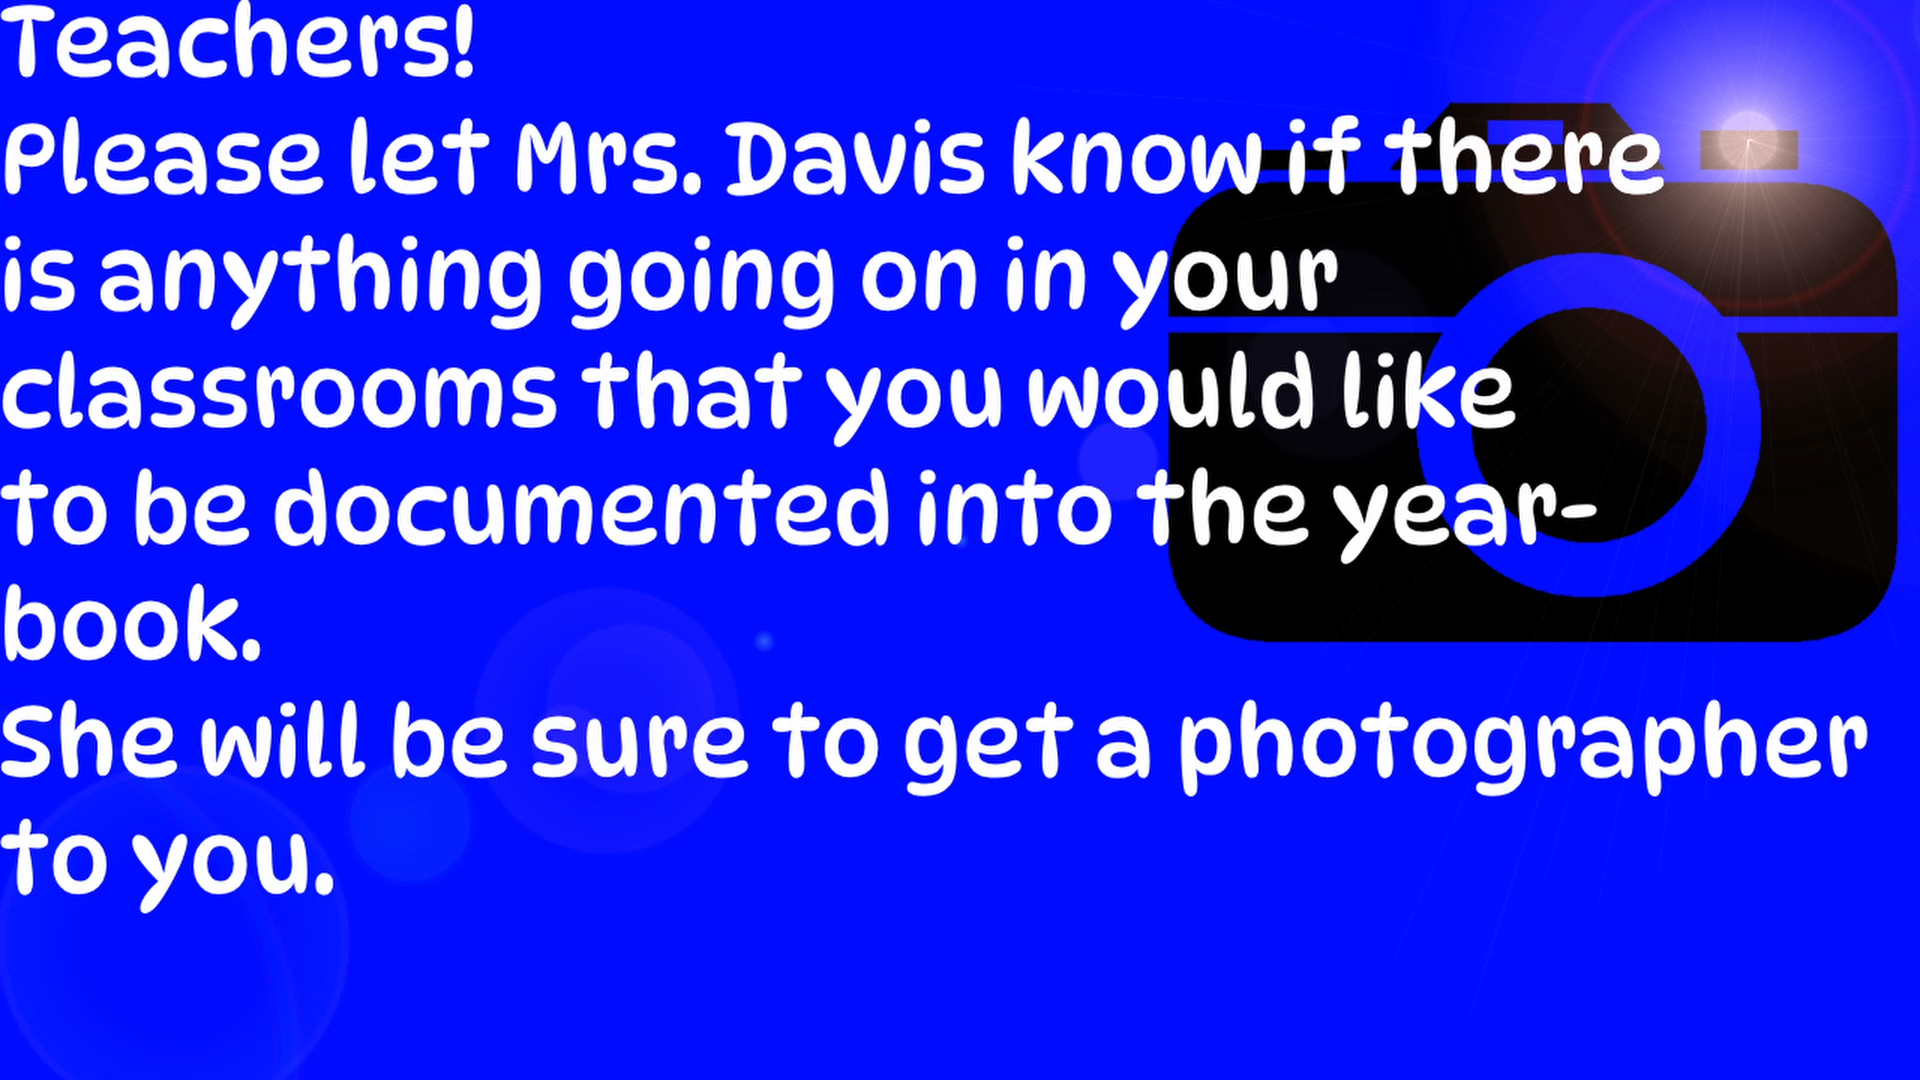 Teachers!
Please let Mrs. Davis know if there
is anything going on in your
classrooms that you would like
to be documented into the year-
book.
She will be sure to get a photographer
to you.